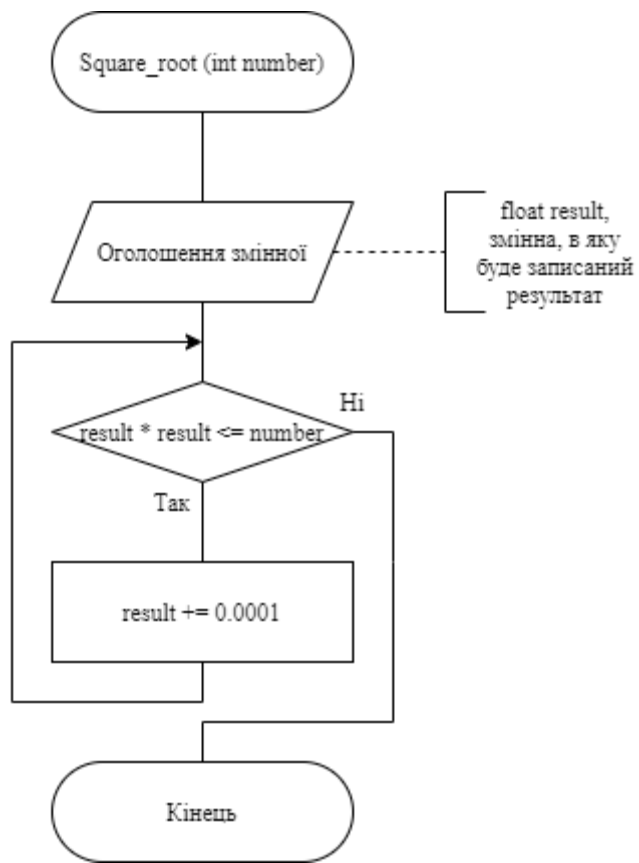 Square_root (int number)
Оголошення змінної
float result,
змінна, в яку
буде записаний
результат
result * result <= number
Ні
Так
result += 0.0001
Кінець